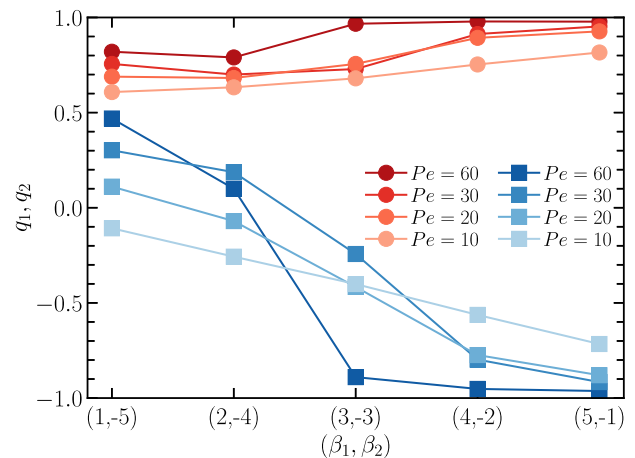 1.0
0.5
0.0
−0.5
−1.0
q₁, q₂
Pe = 60 Pe = 60
Pe = 30 Pe = 30
Pe = 20 Pe = 20
Pe = 10 Pe = 10
(1,-5) (2,-4) (3,-3) (4,-2) (5,-1)
(β₁, β₂)